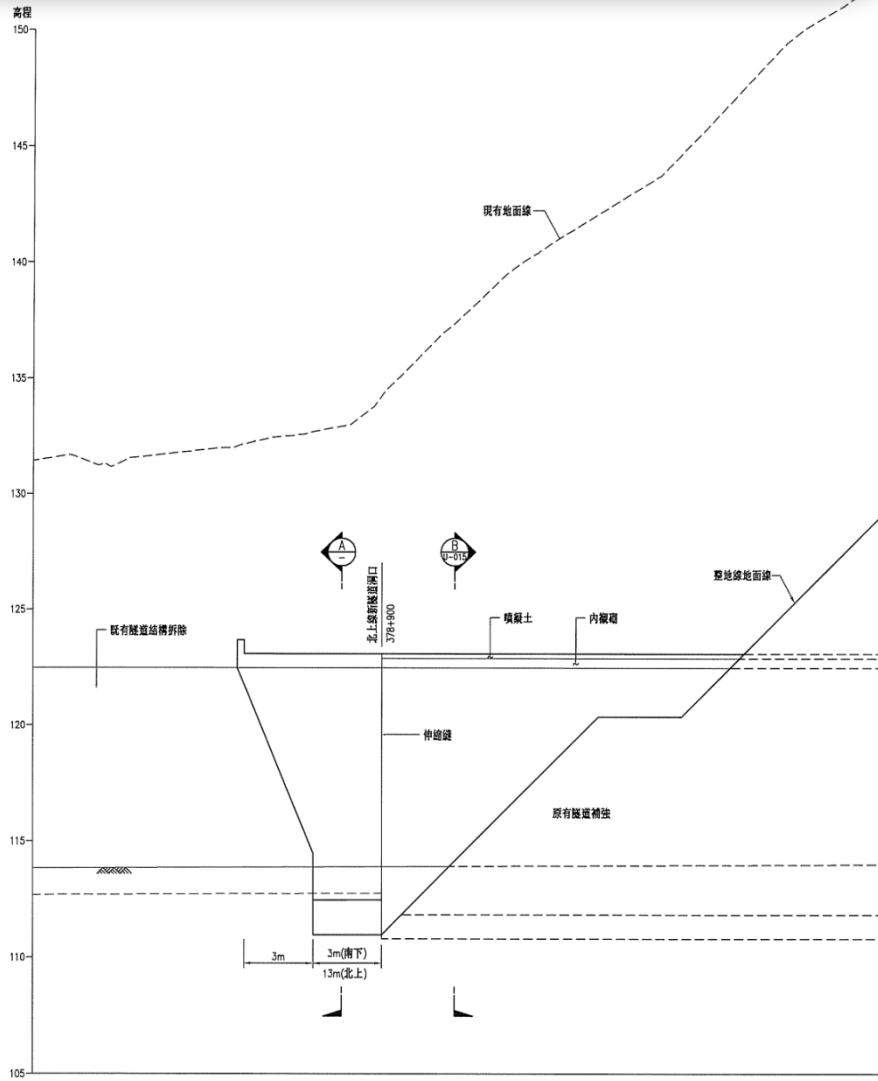 高程
150
145
現有地面線
140
135
130
A
-
B
U-015
北上線新隧道洞口
378+900
整地線地面線
125
既有隧道結構拆除
噴凝土
內襯砌
120
伸縮縫
115
原有隧道補強
110
3m
3m(南下)
13m(北上)
105